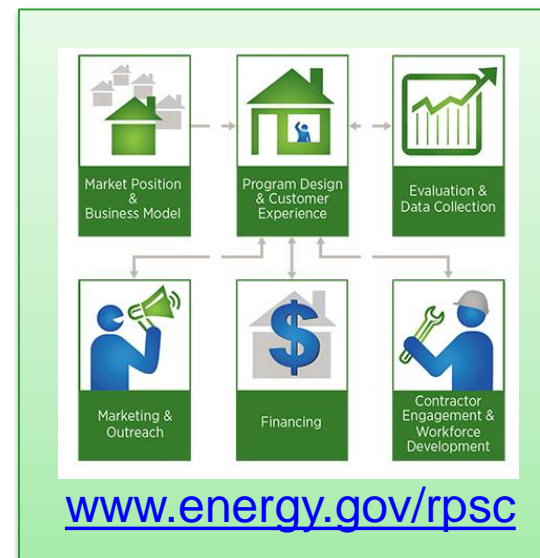 Market Position
&
Business Model
Program Design
& Customer
Experience
Evaluation &
Data Collection
Marketing &
Outreach
$
Financing
Contractor
Engagement &
Workforce
Development
www.energy.gov/rpsc